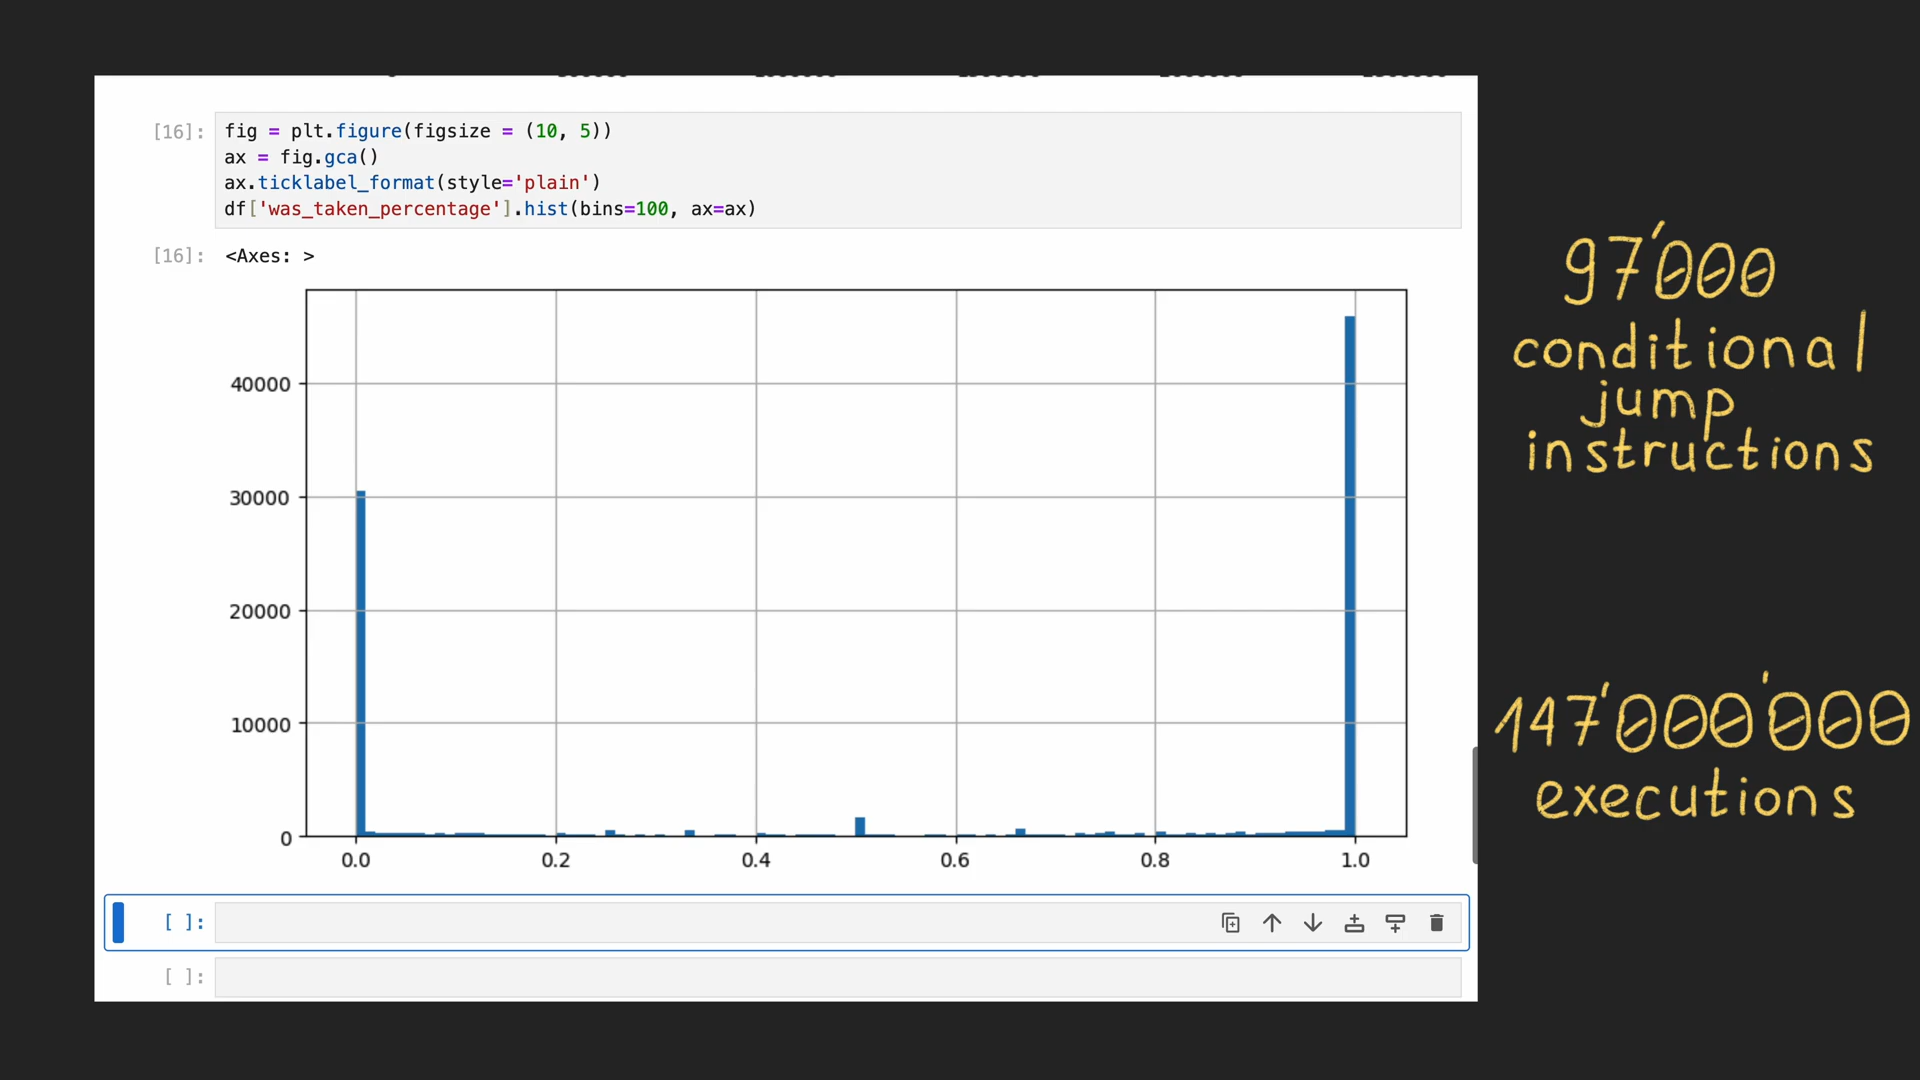 [16]:
fig = plt.figure(figsize = (10, 5))
ax = fig.gca()
ax.ticklabel_format(style='plain')
df['was_taken_percentage'].hist(bins=100, ax=ax)
[16]:
<Axes: >
40000
30000
20000
10000
0
0.0 0.2 0.4 0.6 0.8 1.0
[ ]:
[ ]:
97'000
conditional
jump
instructions
147'000'000
executions